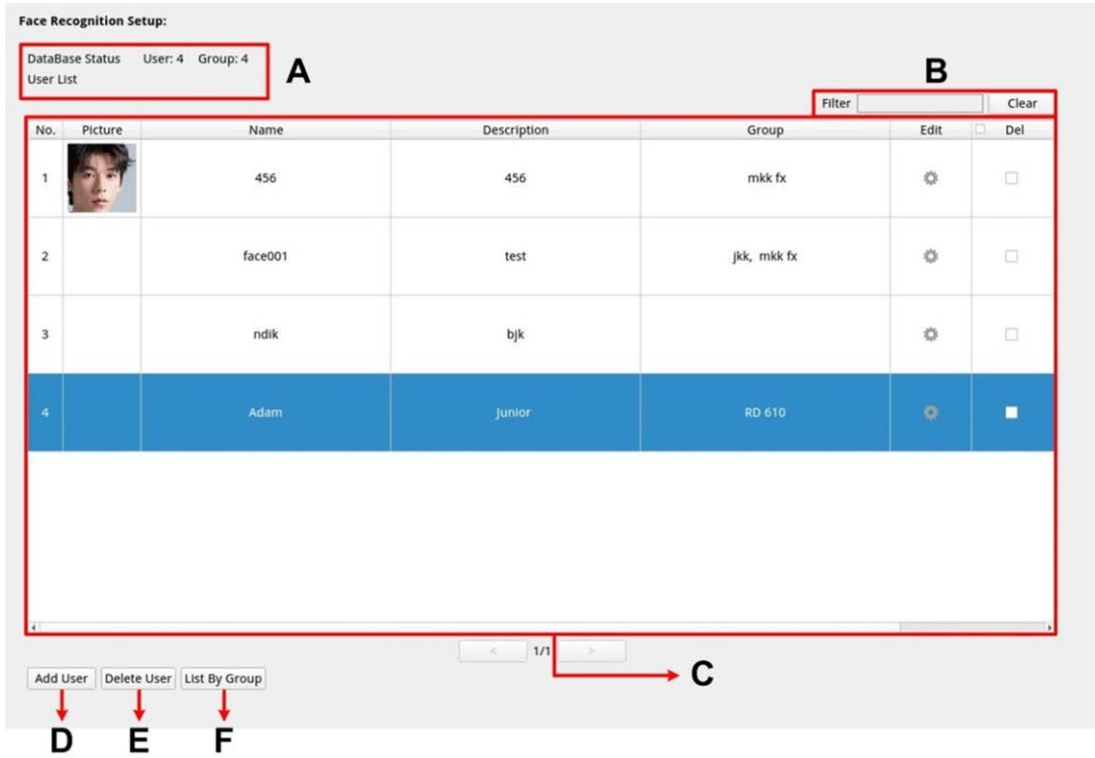 Face Recognition Setup:
DataBase Status User: 4 Group: 4
User List
A
B
Filter Clear
No. Picture Name Description Group Edit Del
1 456 456 mkk fx
2 face001 test jkk, mkk fx
3 ndik bjk
4 Adam Junior RD 610
< 1/1 >
C
Add User Delete User List By Group
D E F